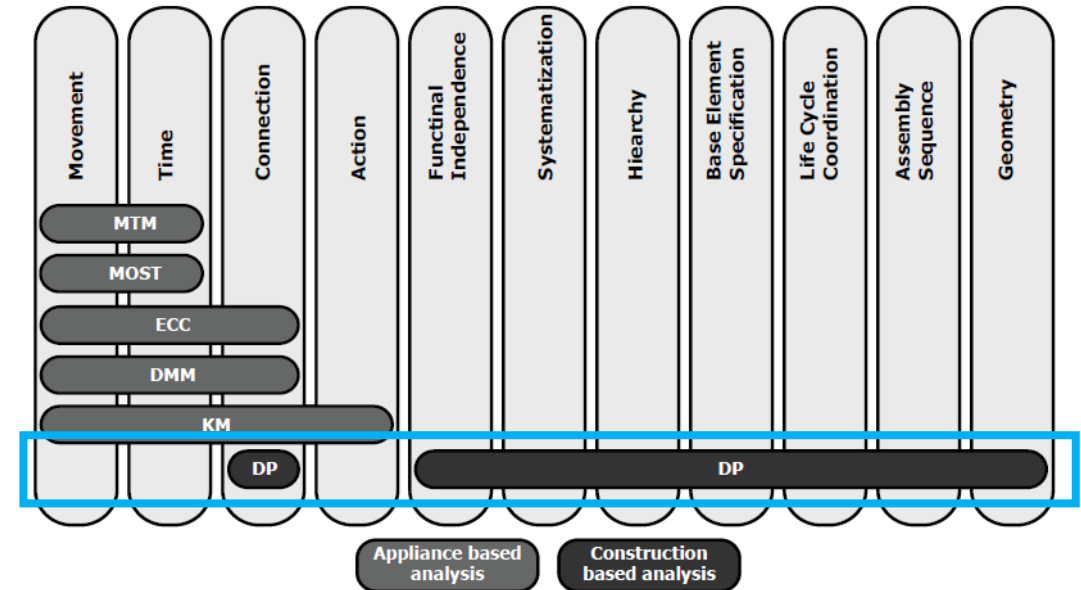 Movement
Time
Connection
Action
Functinal
Independence
Systematization
Hiearchy
Base Element
Specification
Life Cycle
Coordination
Assembly
Sequence
Geometry
MTM
MOST
ECC
DMM
KM
DP
DP
Appliance based
analysis
Construction
based analysis